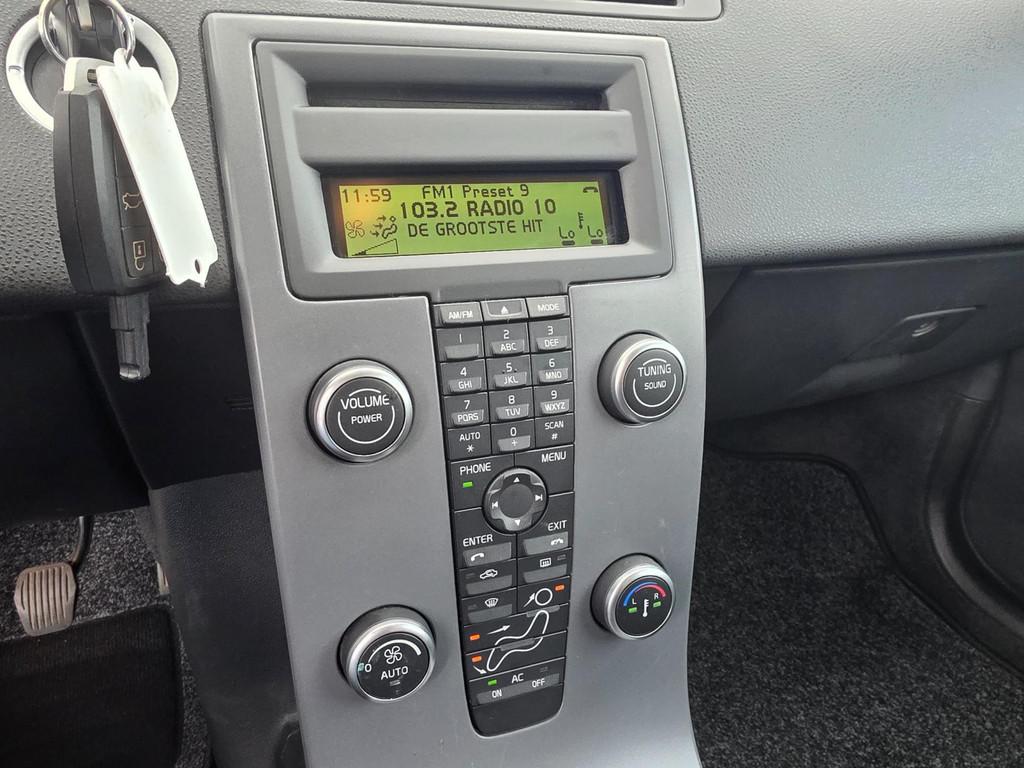 11:59 FM1 Preset 9
103.2 RADIO 10
DE GROOTSTE HIT
Lo Lo
AM/FM MODE
1 2 ABC 3 DEF
4 GHI 5 JKL 6 MNO
7 PQRS 8 TUV 9 WXYZ
AUTO * 0 + SCAN #
PHONE MENU
ENTER EXIT
VOLUME
POWER
TUNING
SOUND
0 AUTO
L R
AC
ON OFF